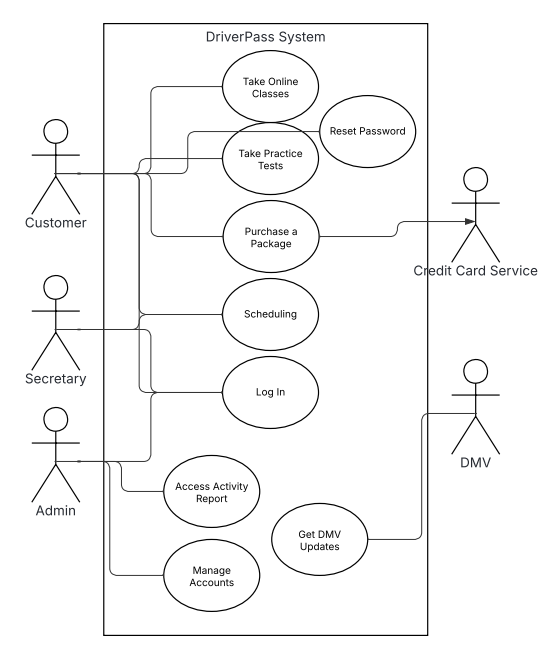 DriverPass System
Take Online
Classes
Reset Password
Take Practice
Tests
Customer
Purchase a
Package
Credit Card Service
Scheduling
Secretary
Log In
DMV
Access Activity
Report
Admin
Get DMV
Updates
Manage
Accounts